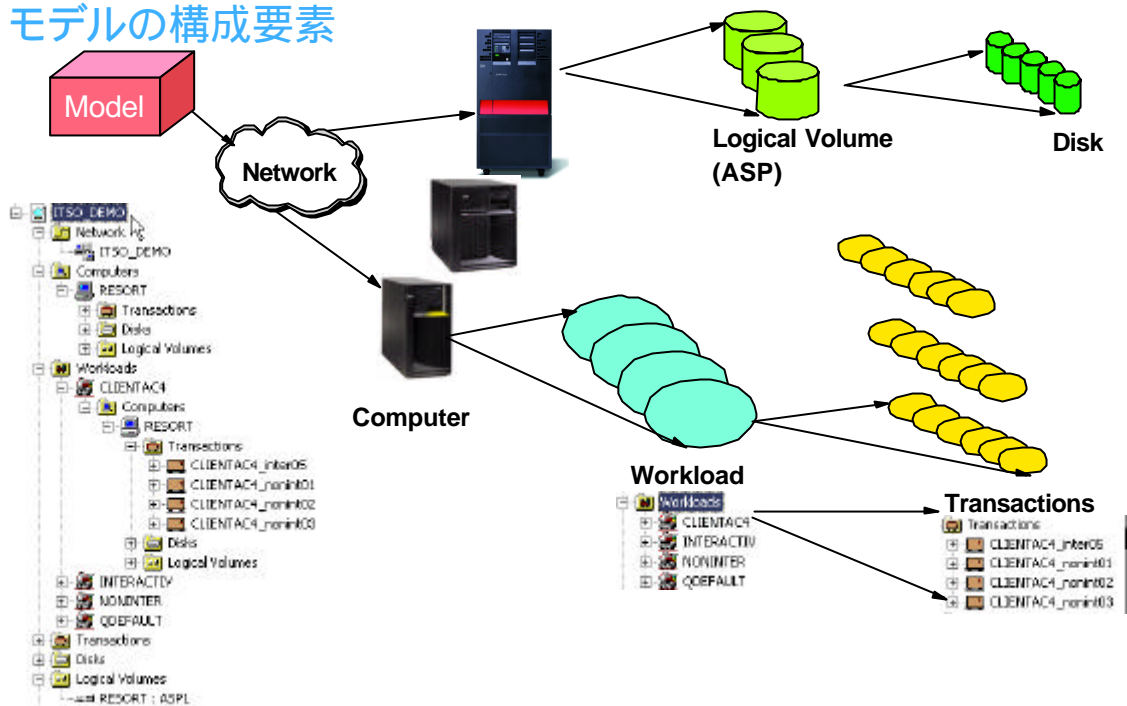 モデルの構成要素
Model
Network
Logical Volume
(ASP)
Disk
Computer
Workload
Transactions
ITSO_DEMO
Network
ITSO_DEMO
Computers
RESORT
Transactions
Disks
Logical Volumes
Workloads
CLIENTAC4
Computers
RESORT
Transactions
CLIENTAC4_inter05
CLIENTAC4_nonint01
CLIENTAC4_nonint02
CLIENTAC4_nonint03
Disks
Logical Volumes
INTERACTIV
NONINTER
QDEFAULT
Transactions
Disks
Logical Volumes
RESORT : ASP1
Workloads
CLIENTAC4
INTERACTIV
NONINTER
QDEFAULT
Transactions
CLIENTAC4_inter05
CLIENTAC4_nonint01
CLIENTAC4_nonint02
CLIENTAC4_nonint03